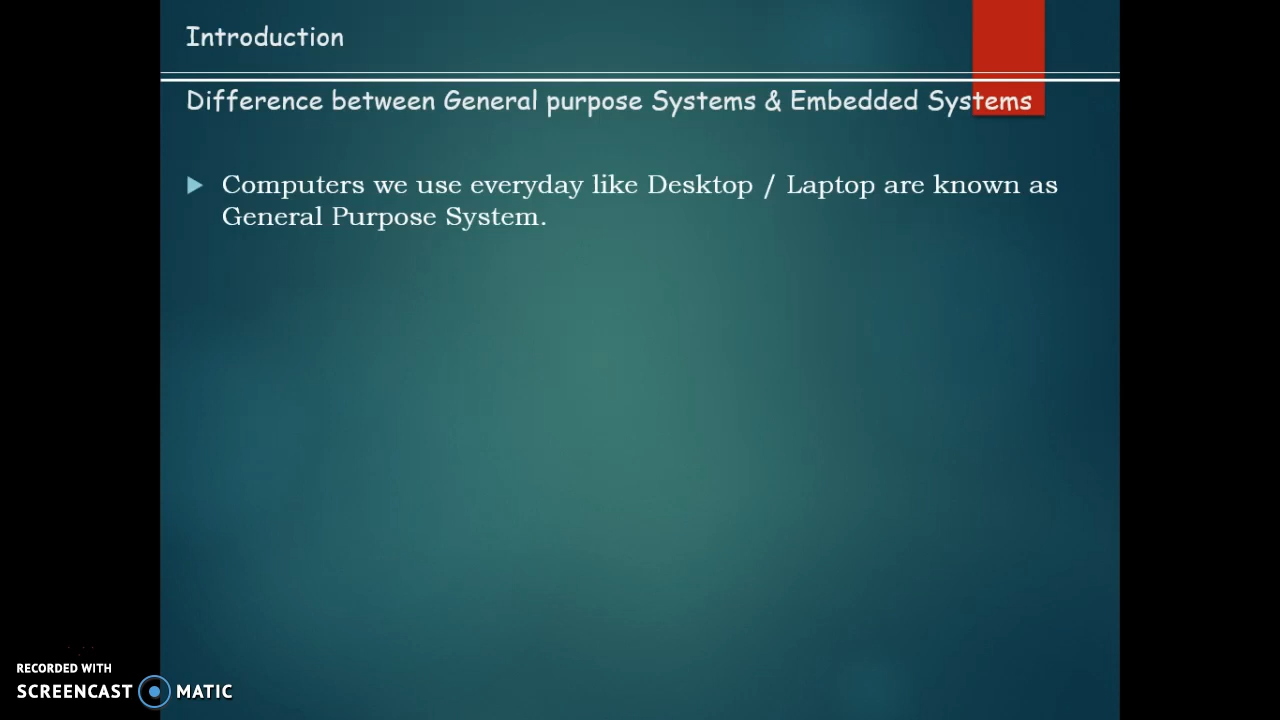 Introduction
Difference between General purpose Systems & Embedded Systems
Computers we use everyday like Desktop / Laptop are known as
General Purpose System.
RECORDED WITH
SCREENCAST MATIC